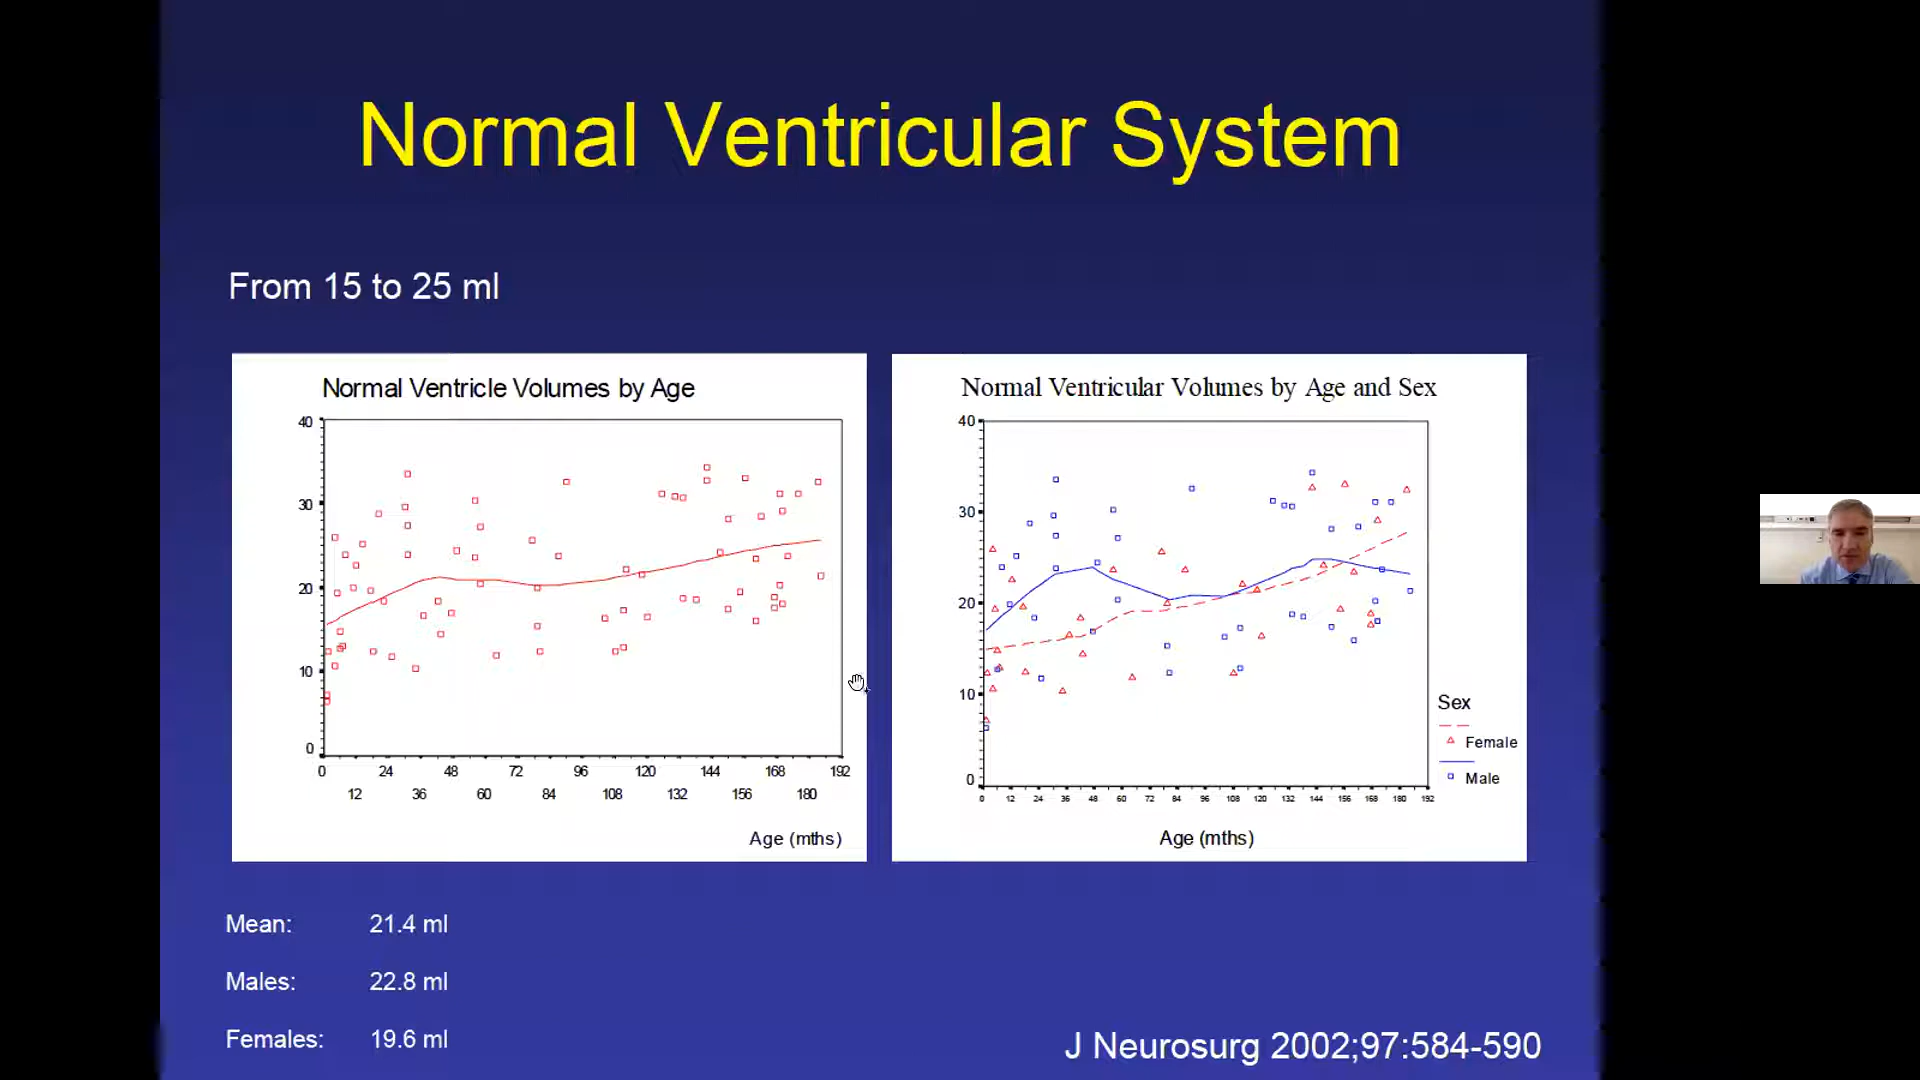 Normal Ventricular System
From 15 to 25 ml
Normal Ventricle Volumes by Age
40
30
20
10
0
0 24 48 72 96 120 144 168 192
12 36 60 84 108 132 156 180
Age (mths)
Normal Ventricular Volumes by Age and Sex
40
30
20
10
0
0 12 24 36 48 60 72 84 96 108 120 132 144 156 168 180 192
Age (mths)
Sex
Female
Male
Mean: 21.4 ml
Males: 22.8 ml
Females: 19.6 ml
J Neurosurg 2002;97:584-590